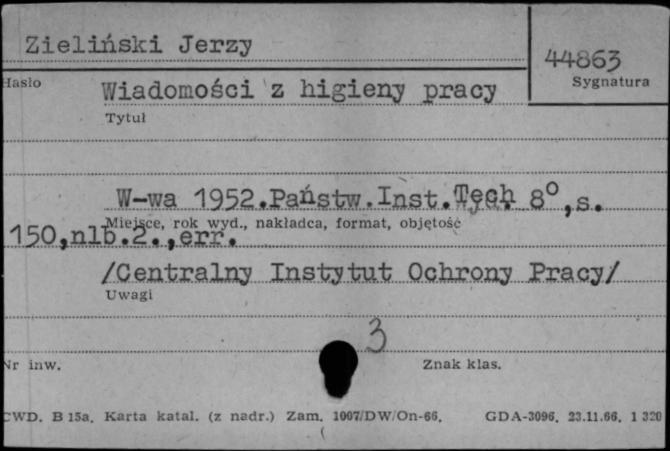 Zieliński Jerzy
44863
Hasło
Sygnatura
Wiadomości z higieny pracy
Tytuł
W-wa 1952.Państw.Inst.Tech. 8°,s.
Miejsce, rok wyd., nakładca, format, objętość
150,nlb.2.,err.
/Centralny Instytut Ochrony Pracy/
Uwagi
3
Nr inw.
Znak klas.
CWD. B 15a. Karta katal. (z nadr.) Zam. 1007/DW/On-66. GDA-3096. 23.11.66. 1 320